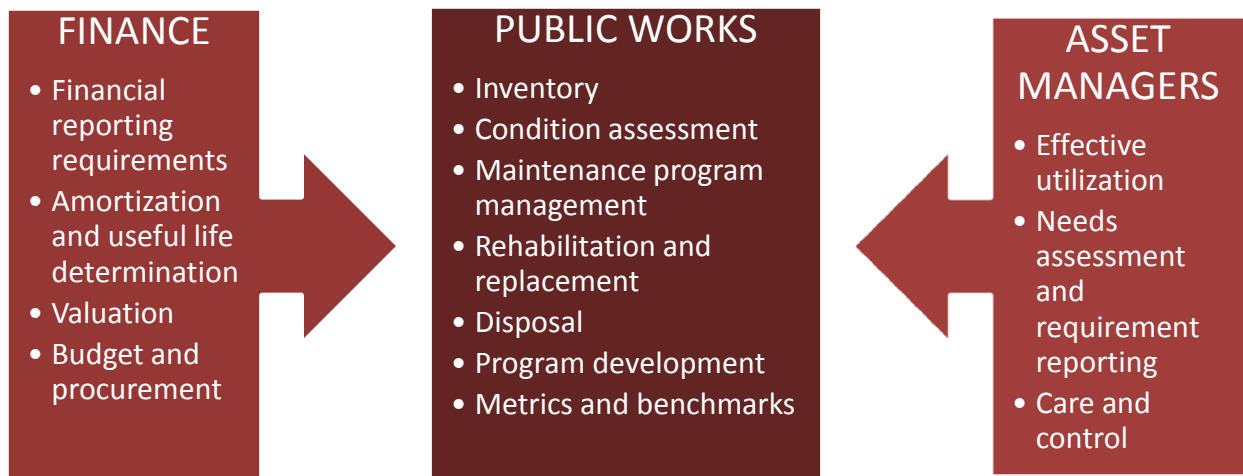 FINANCE
• Financial
reporting
requirements
• Amortization
and useful life
determination
• Valuation
• Budget and
procurement
PUBLIC WORKS
• Inventory
• Condition assessment
• Maintenance program
management
• Rehabilitation and
replacement
• Disposal
• Program development
• Metrics and benchmarks
ASSET
MANAGERS
• Effective
utilization
• Needs
assessment
and
requirement
reporting
• Care and
control